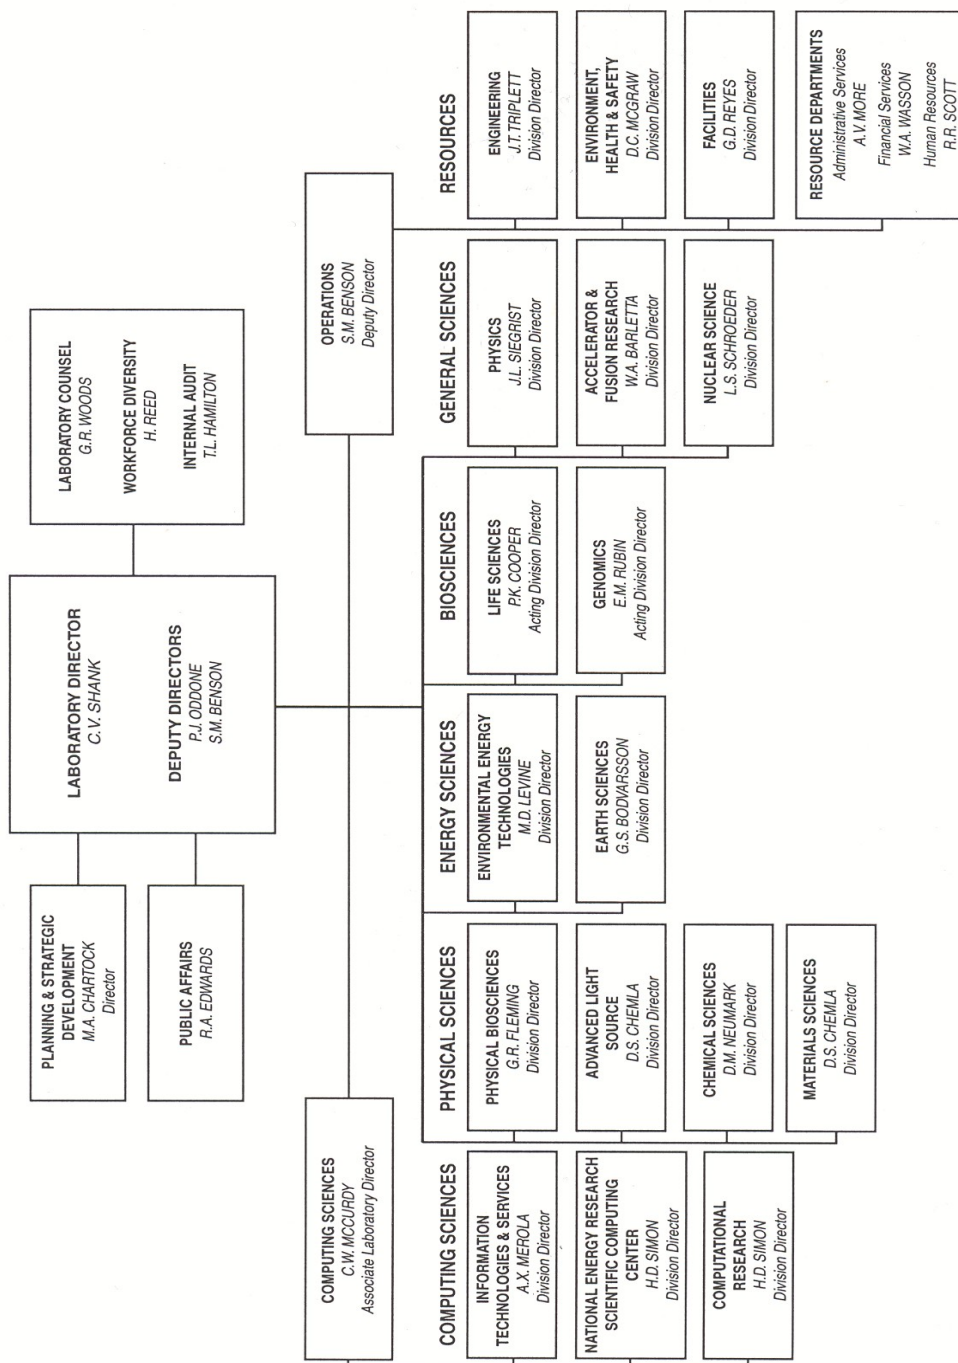 LABORATORY DIRECTOR
C.V. SHANK
DEPUTY DIRECTORS
P.J. ODDONE
S.M. BENSON
PLANNING & STRATEGIC
DEVELOPMENT
M.A. CHARTOCK
Director
PUBLIC AFFAIRS
R.A. EDWARDS
LABORATORY COUNSEL
G.R. WOODS
WORKFORCE DIVERSITY
H. REED
INTERNAL AUDIT
T.L. HAMILTON
COMPUTING SCIENCES
C.W. MCCURDY
Associate Laboratory Director
OPERATIONS
S.M. BENSON
Deputy Director
COMPUTING SCIENCES
INFORMATION
TECHNOLOGIES & SERVICES
A.X. MEROLA
Division Director
NATIONAL ENERGY RESEARCH
SCIENTIFIC COMPUTING
CENTER
H.D. SIMON
Division Director
COMPUTATIONAL
RESEARCH
H.D. SIMON
Division Director
PHYSICAL SCIENCES
PHYSICAL BIOSCIENCES
G.R. FLEMING
Division Director
ADVANCED LIGHT
SOURCE
D.S. CHEMLA
Division Director
CHEMICAL SCIENCES
D.M. NEUMARK
Division Director
MATERIALS SCIENCES
D.S. CHEMLA
Division Director
ENERGY SCIENCES
ENVIRONMENTAL ENERGY
TECHNOLOGIES
M.D. LEVINE
Division Director
EARTH SCIENCES
G.S. BODVARSSON
Division Director
BIOSCIENCES
LIFE SCIENCES
P.K. COOPER
Acting Division Director
GENOMICS
E.M. RUBIN
Acting Division Director
GENERAL SCIENCES
PHYSICS
J.L. SIEGRIST
Division Director
ACCELERATOR &
FUSION RESEARCH
W.A. BARLETTA
Division Director
NUCLEAR SCIENCE
L.S. SCHROEDER
Division Director
RESOURCES
ENGINEERING
J.T. TRIPLETT
Division Director
ENVIRONMENT,
HEALTH & SAFETY
D.C. MCGRAW
Division Director
FACILITIES
G.D. REYES
Division Director
RESOURCE DEPARTMENTS
Administrative Services
A.V. MORE
Financial Services
W.A. WASSON
Human Resources
R.R. SCOTT